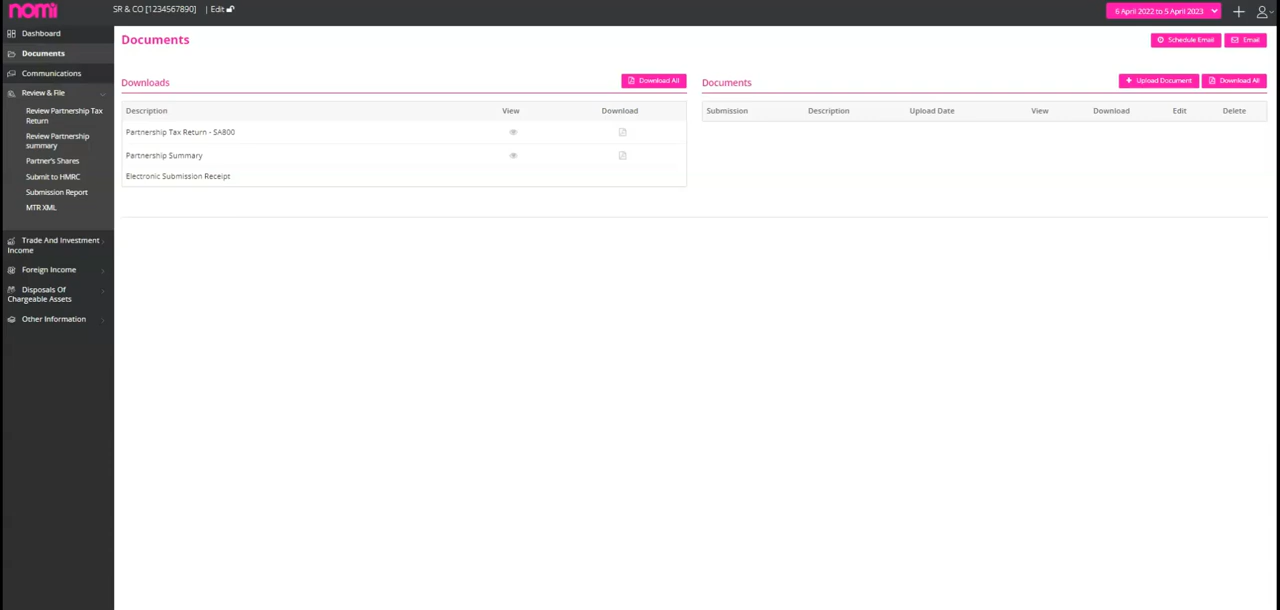 nomi
SR & CO [1234567890] | Edit
6 April 2022 to 5 April 2023
Dashboard
Documents
Communications
Review & File
Review Partnership Tax
Return
Review Partnership
summary
Partner's Shares
Submit to HMRC
Submission Report
MTR XML
Trade And Investment
Income
Foreign Income
Disposals Of
Chargeable Assets
Other Information
Documents
Schedule Email
Email
Downloads
Download All
Description View Download
Partnership Tax Return - SA800
Partnership Summary
Electronic Submission Receipt
Documents
Upload Document
Download All
Submission Description Upload Date View Download Edit Delete